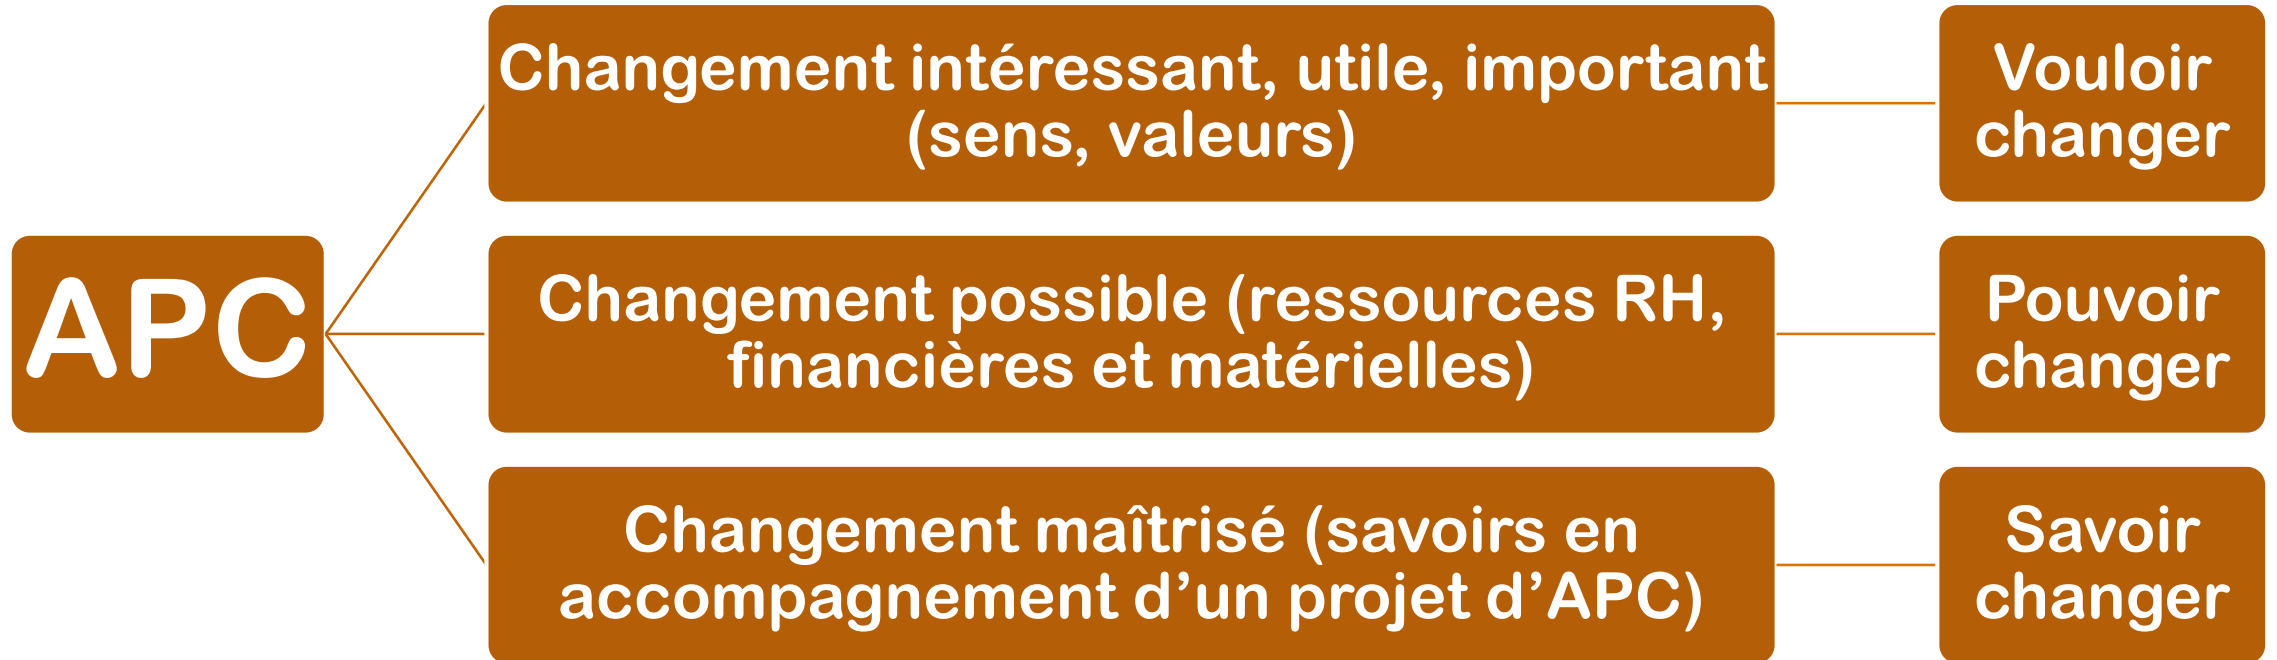 APC
Changement intéressant, utile, important
(sens, valeurs)
Vouloir
changer
Changement possible (ressources RH,
financières et matérielles)
Pouvoir
changer
Changement maîtrisé (savoirs en
accompagnement d’un projet d’APC)
Savoir
changer